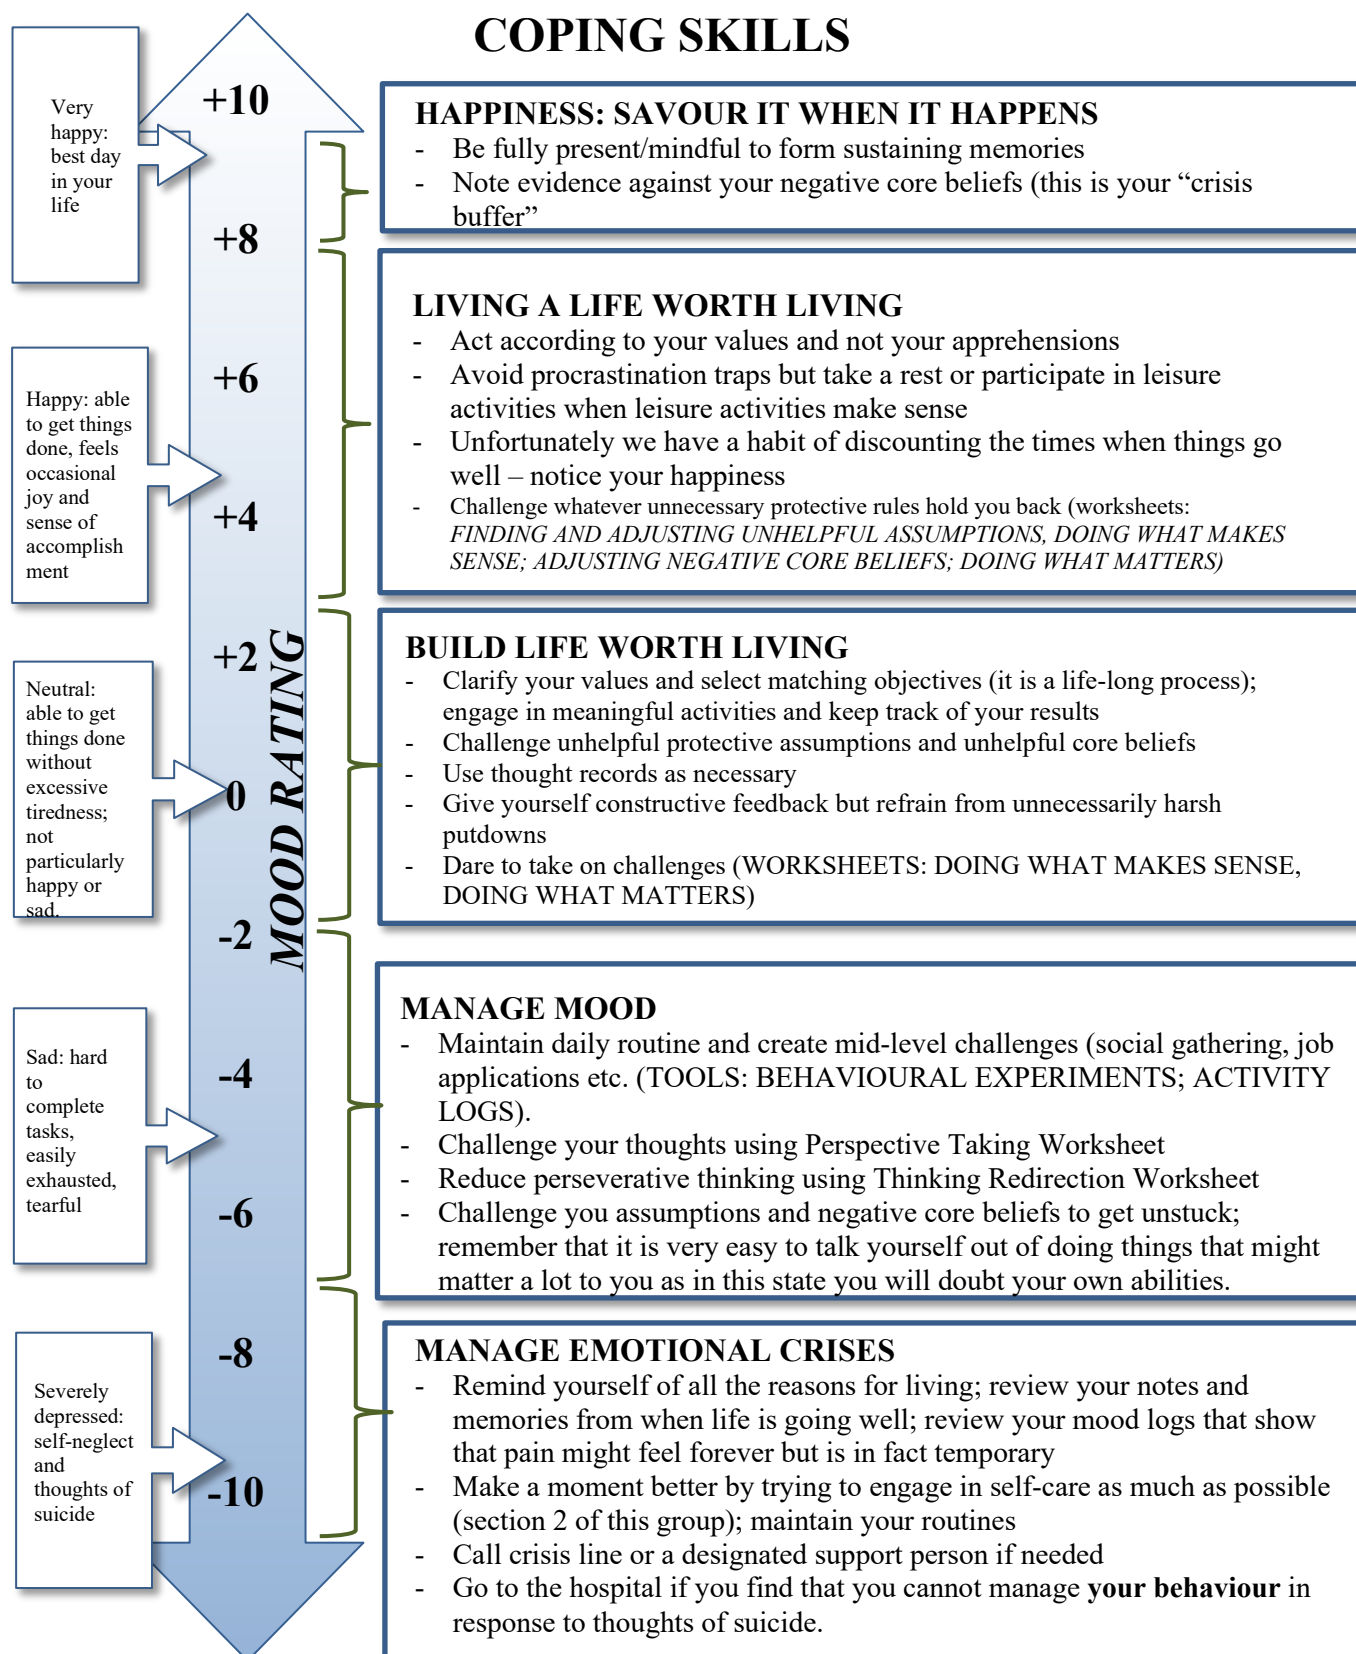 COPING SKILLS
Very
happy:
best day
in your
life
+10
HAPPINESS: SAVOUR IT WHEN IT HAPPENS
- Be fully present/mindful to form sustaining memories
- Note evidence against your negative core beliefs (this is your “crisis
buffer”
+8
LIVING A LIFE WORTH LIVING
- Act according to your values and not your apprehensions
- Avoid procrastination traps but take a rest or participate in leisure
activities when leisure activities make sense
- Unfortunately we have a habit of discounting the times when things go
well – notice your happiness
- Challenge whatever unnecessary protective rules hold you back (worksheets:
FINDING AND ADJUSTING UNHELPFUL ASSUMPTIONS, DOING WHAT MAKES
SENSE; ADJUSTING NEGATIVE CORE BELIEFS; DOING WHAT MATTERS)
+6
Happy: able
to get things
done, feels
occasional
joy and
sense of
accomplish
ment
+4
+2
MOOD RATING
BUILD LIFE WORTH LIVING
- Clarify your values and select matching objectives (it is a life-long process);
engage in meaningful activities and keep track of your results
- Challenge unhelpful protective assumptions and unhelpful core beliefs
- Use thought records as necessary
- Give yourself constructive feedback but refrain from unnecessarily harsh
putdowns
- Dare to take on challenges (WORKSHEETS: DOING WHAT MAKES SENSE,
DOING WHAT MATTERS)
Neutral:
able to get
things done
without
excessive
tiredness;
not
particularly
happy or
sad.
0
-2
MANAGE MOOD
- Maintain daily routine and create mid-level challenges (social gathering, job
applications etc. (TOOLS: BEHAVIOURAL EXPERIMENTS; ACTIVITY
LOGS).
- Challenge your thoughts using Perspective Taking Worksheet
- Reduce perseverative thinking using Thinking Redirection Worksheet
- Challenge you assumptions and negative core beliefs to get unstuck;
remember that it is very easy to talk yourself out of doing things that might
matter a lot to you as in this state you will doubt your own abilities.
Sad: hard
to
complete
tasks,
easily
exhausted,
tearful
-4
-6
-8
MANAGE EMOTIONAL CRISES
- Remind yourself of all the reasons for living; review your notes and
memories from when life is going well; review your mood logs that show
that pain might feel forever but is in fact temporary
- Make a moment better by trying to engage in self-care as much as possible
(section 2 of this group); maintain your routines
- Call crisis line or a designated support person if needed
- Go to the hospital if you find that you cannot manage your behaviour in
response to thoughts of suicide.
Severely
depressed:
self-neglect
and
thoughts of
suicide
-10